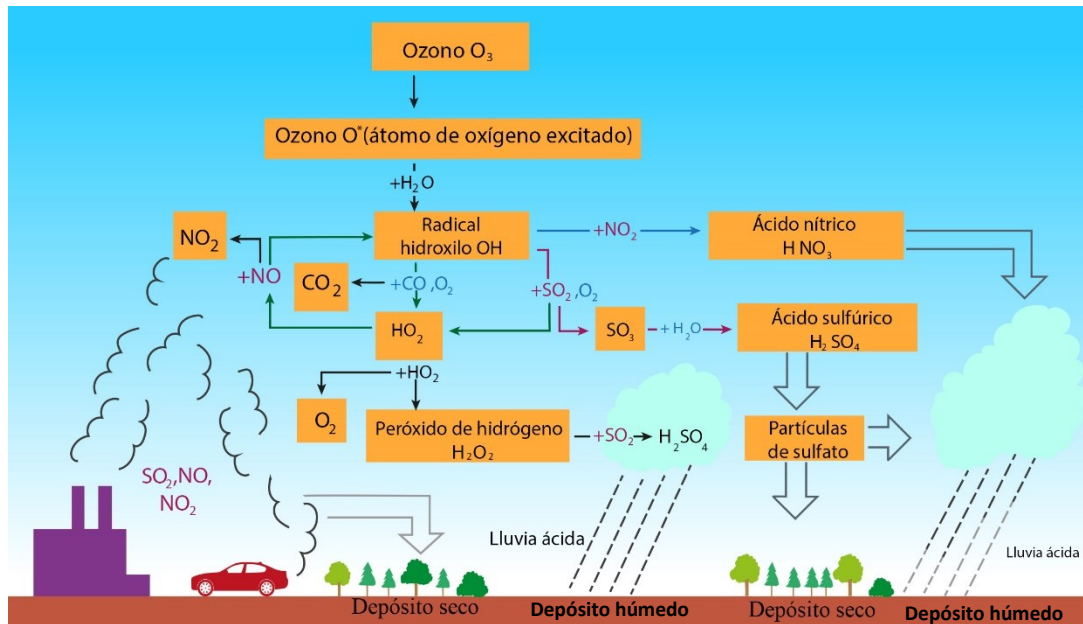 Ozono O₃
Ozono O*(átomo de oxígeno excitado)
+H₂O
NO₂
Radical
hidroxilo OH
+NO₂
Ácido nítrico
H NO₃
+NO
CO₂
+CO,O₂
+SO₂,O₂
HO₂
SO₃
+ H₂O
Ácido sulfúrico
H₂ SO₄
+HO₂
O₂
Peróxido de hidrógeno
H₂O₂
+SO₂
H₂SO₄
Partículas
de sulfato
SO₂,NO,
NO₂
Lluvia ácida
Lluvia ácida
Depósito seco
Depósito húmedo
Depósito seco
Depósito húmedo